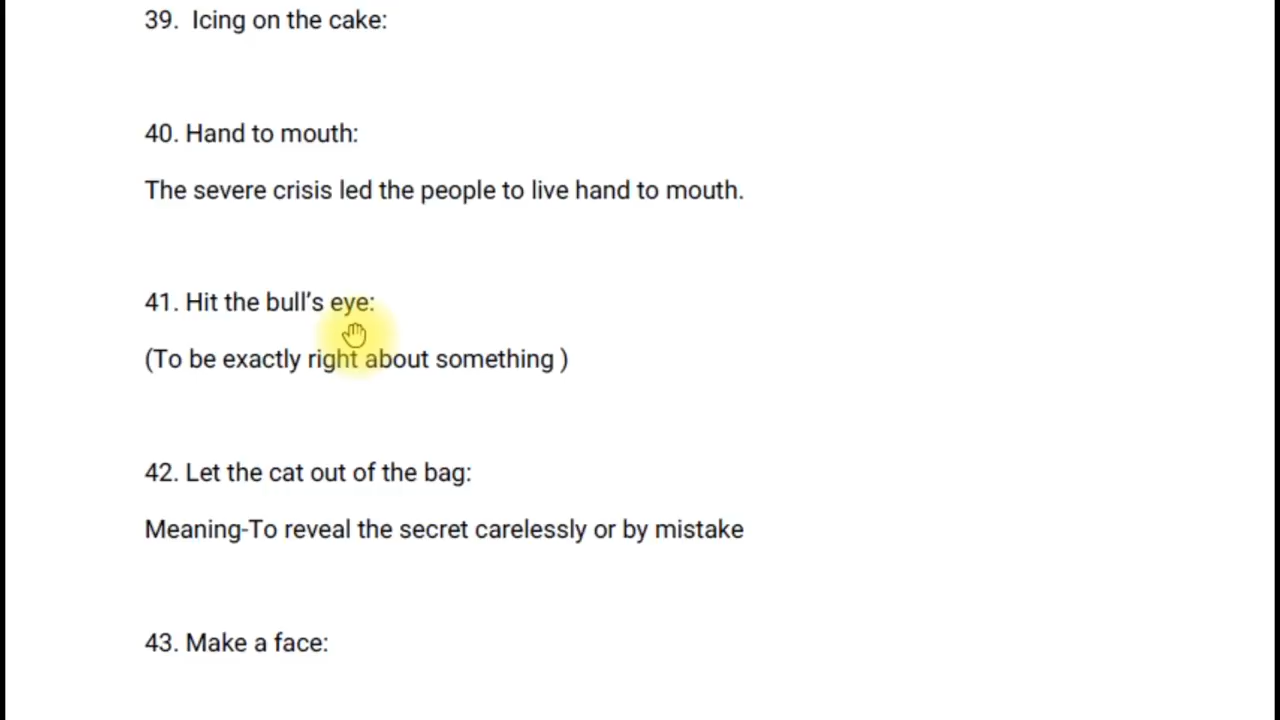 39. Icing on the cake:
40. Hand to mouth:
The severe crisis led the people to live hand to mouth.
41. Hit the bull’s eye:
(To be exactly right about something )
42. Let the cat out of the bag:
Meaning-To reveal the secret carelessly or by mistake
43. Make a face: